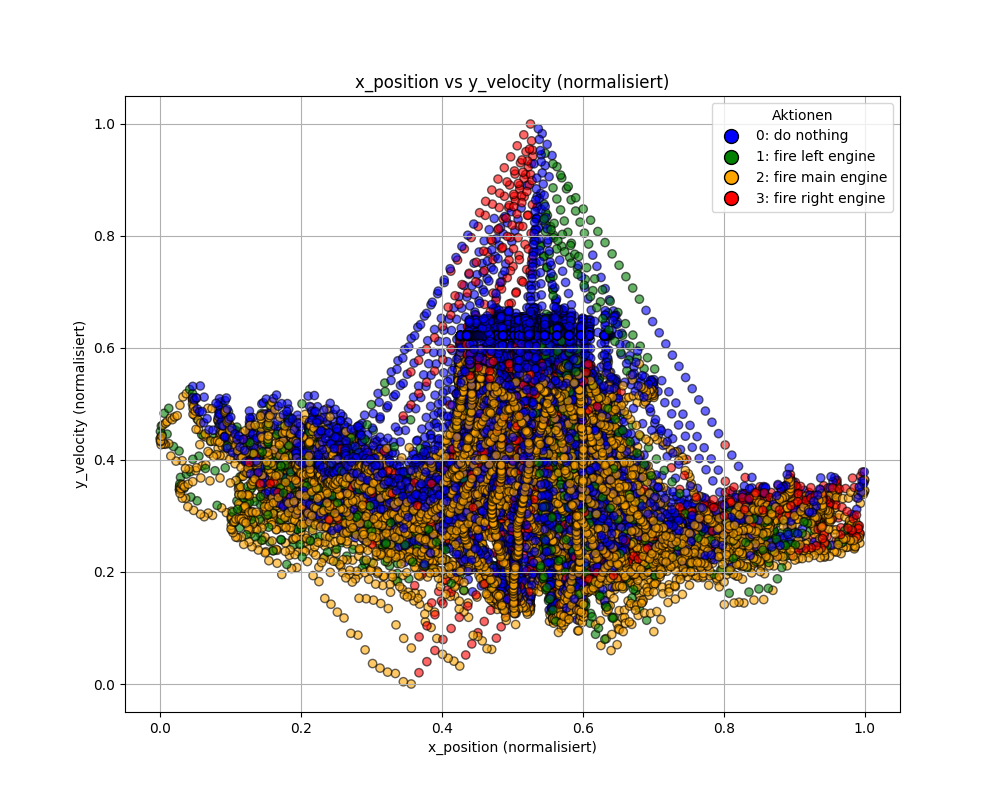 x_position vs y_velocity (normalisiert)
Aktionen
0: do nothing
1: fire left engine
2: fire main engine
3: fire right engine
y_velocity (normalisiert)
1.0
0.8
0.6
0.4
0.2
0.0
0.0 0.2 0.4 0.6 0.8 1.0
x_position (normalisiert)